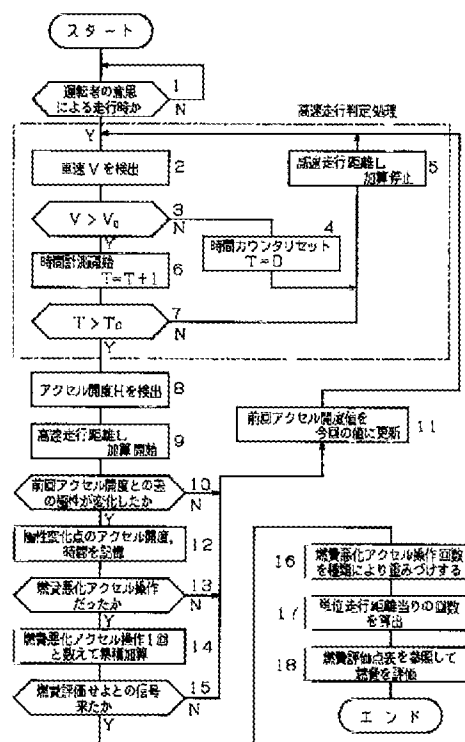 スタート
運転者の意思
による走行時か
1
N
Y
高速走行判定処理
車速Vを検出
2
高速走行距離L
加算停止
5
V>V₀
3
N
Y
4
時間カウンタリセット
T=0
時間計測開始
T=T+1
6
T>Tc
7
N
Y
アクセル開度Hを検出
8
高速走行距離L
加算開始
9
前回アクセル開度値を
今回の値に更新
11
前回アクセル開度との差
の極性が変化したか
10
N
Y
極性変化点のアクセル開度,
時間を記憶
12
燃費悪化アクセル操作
だったか
13
N
Y
燃費悪化アクセル操作1回
と数えて累積加算
14
燃費評価せよとの信号
来たか
15
N
Y
16
燃費悪化アクセル操作回数
を種類により重みづけする
17
単位走行距離当りの回数
を算出
18
燃費評価点表を参照して
燃費を評価
エンド